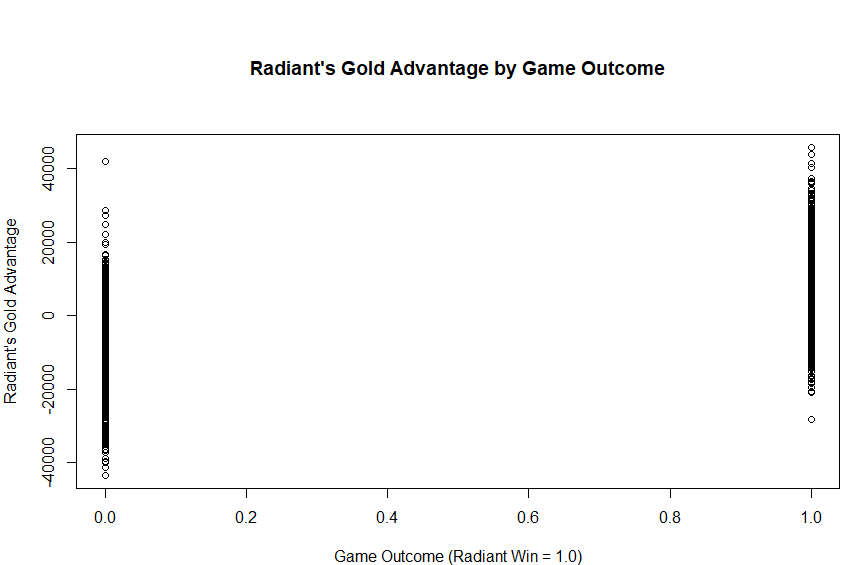 Radiant's Gold Advantage by Game Outcome
Radiant's Gold Advantage
40000
20000
0
-20000
-40000
0.0 0.2 0.4 0.6 0.8 1.0
Game Outcome (Radiant Win = 1.0)